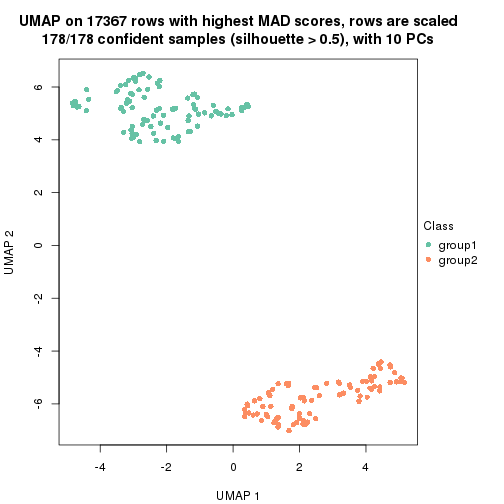 UMAP on 17367 rows with highest MAD scores, rows are scaled
178/178 confident samples (silhouette > 0.5), with 10 PCs
6
4
2
0
-2
-4
-6
UMAP 2
-4
-2
0
2
4
UMAP 1
Class
group1
group2